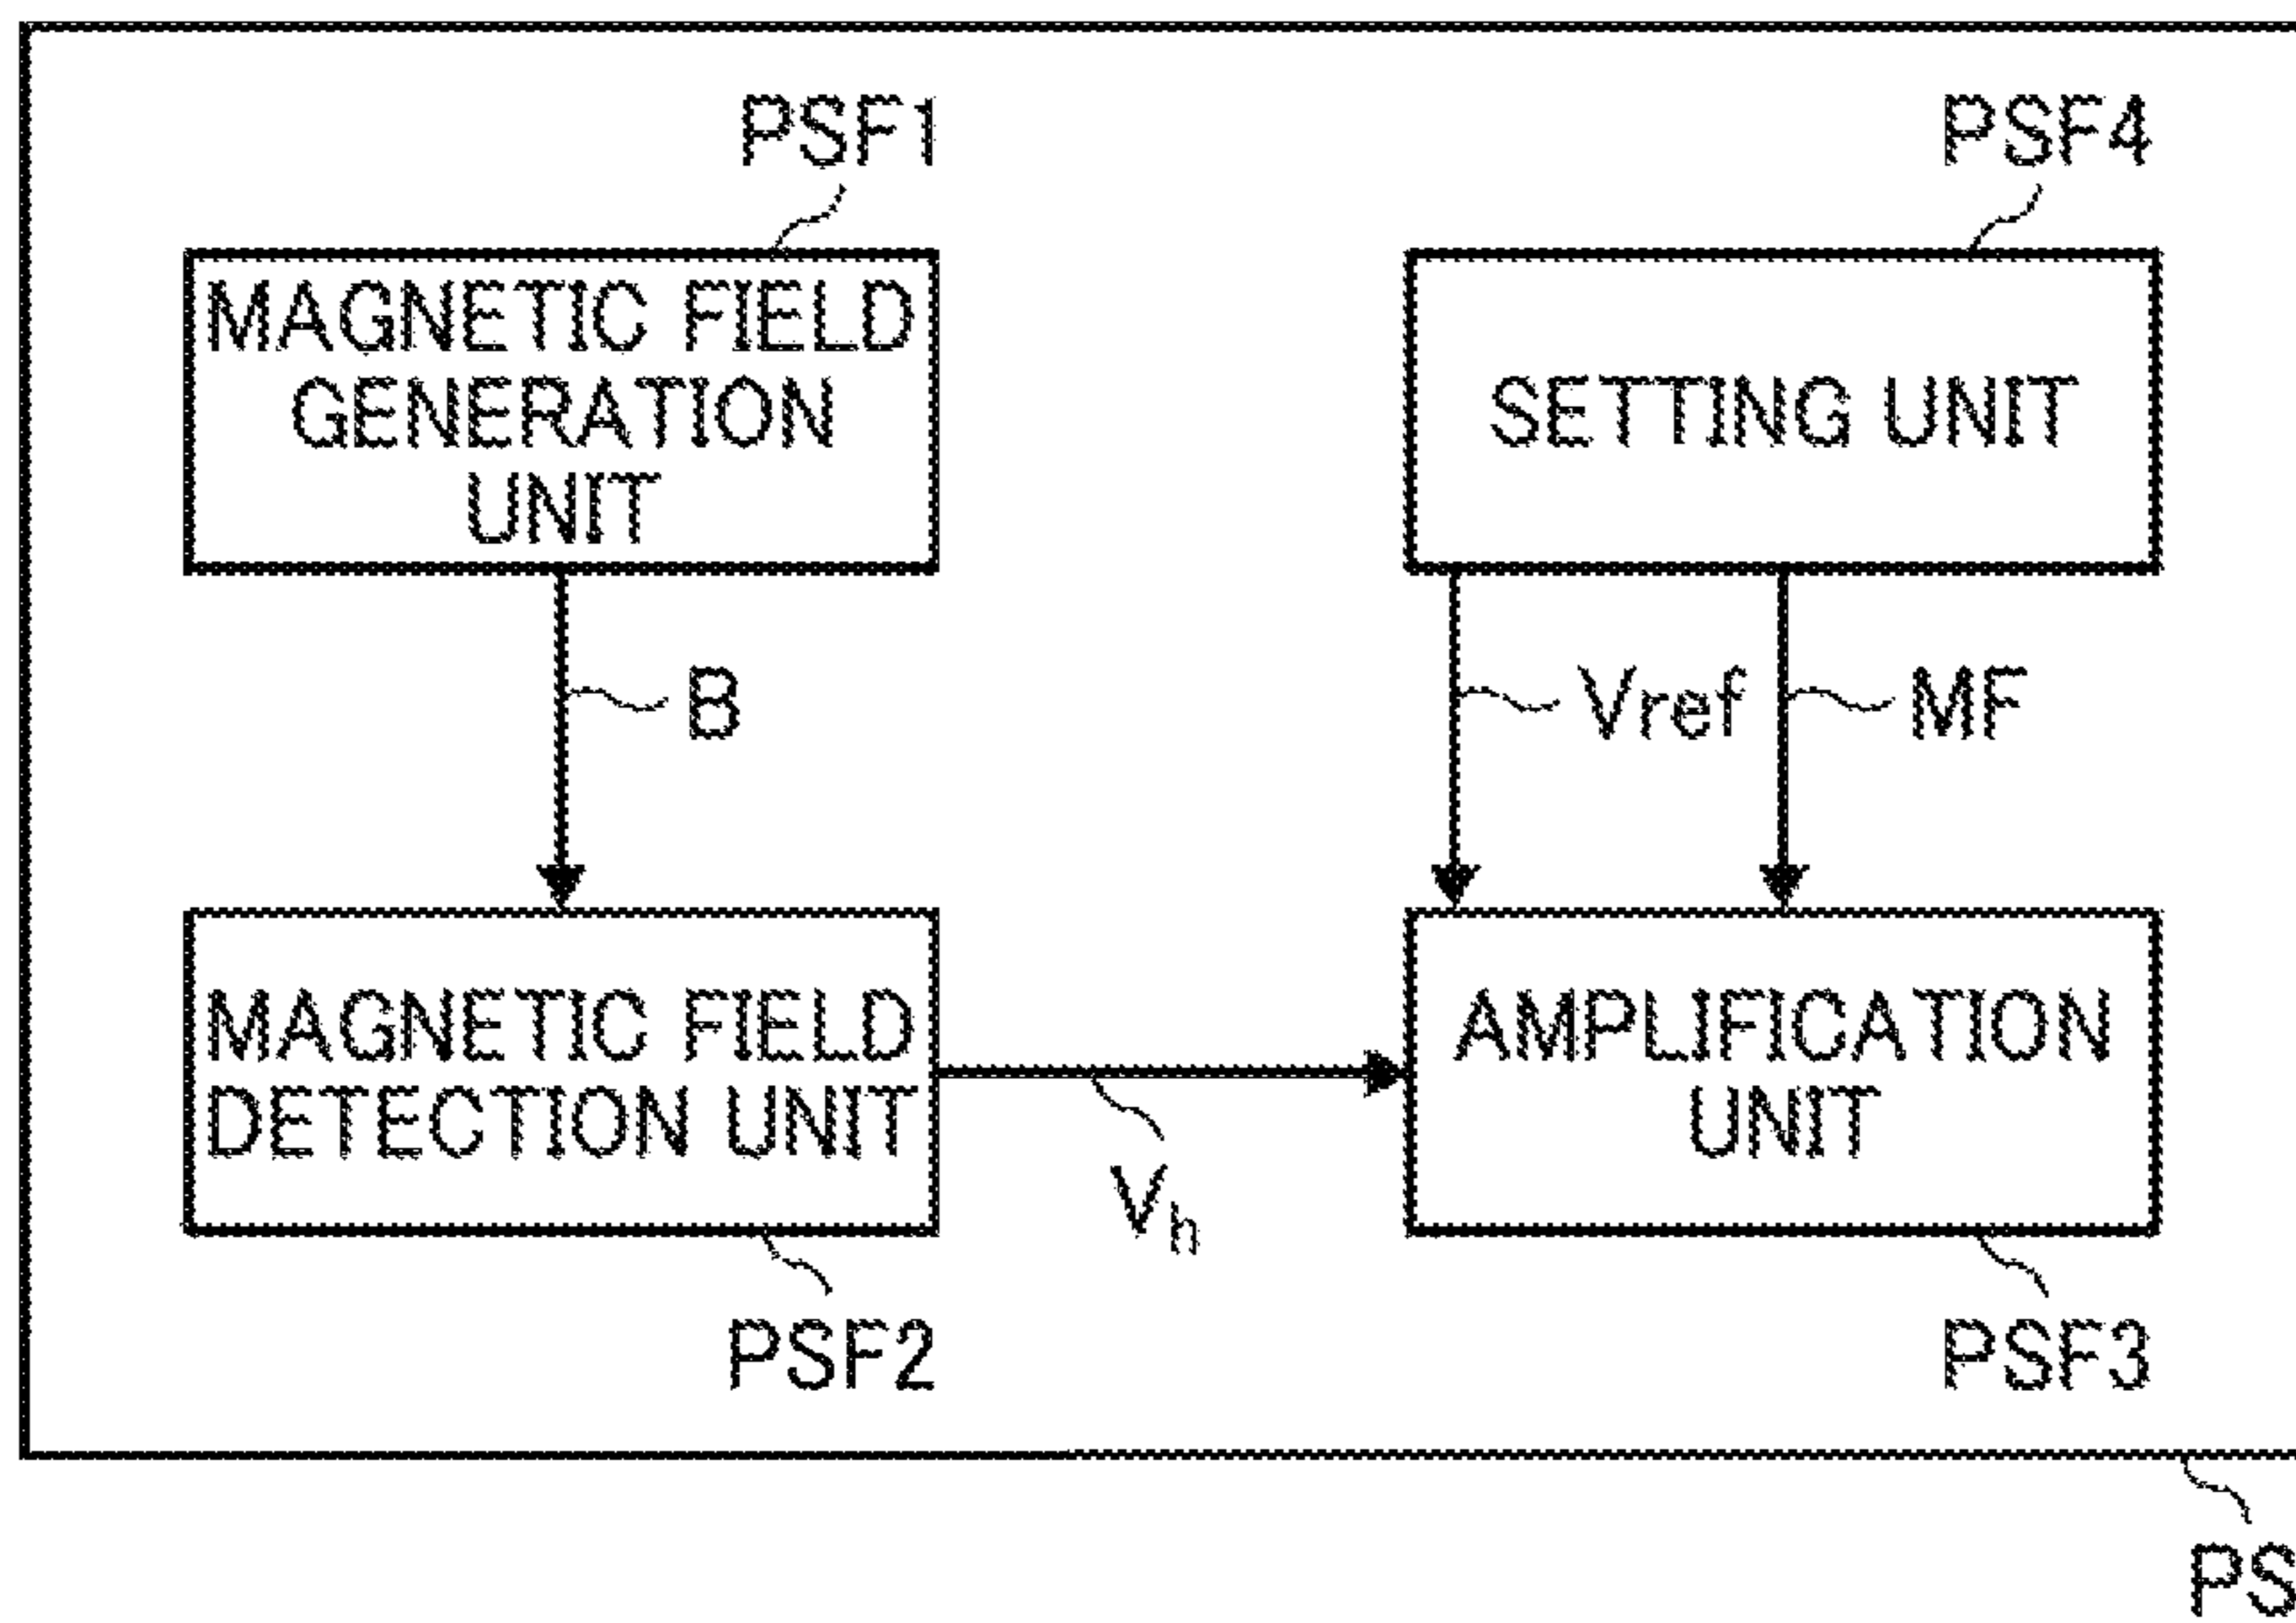 PSF1
PSF4
MAGNETIC FIELD
GENERATION
UNIT
SETTING UNIT
B
Vref
MF
MAGNETIC FIELD
DETECTION UNIT
AMPLIFICATION
UNIT
Vh
PSF2
PSF3
PS